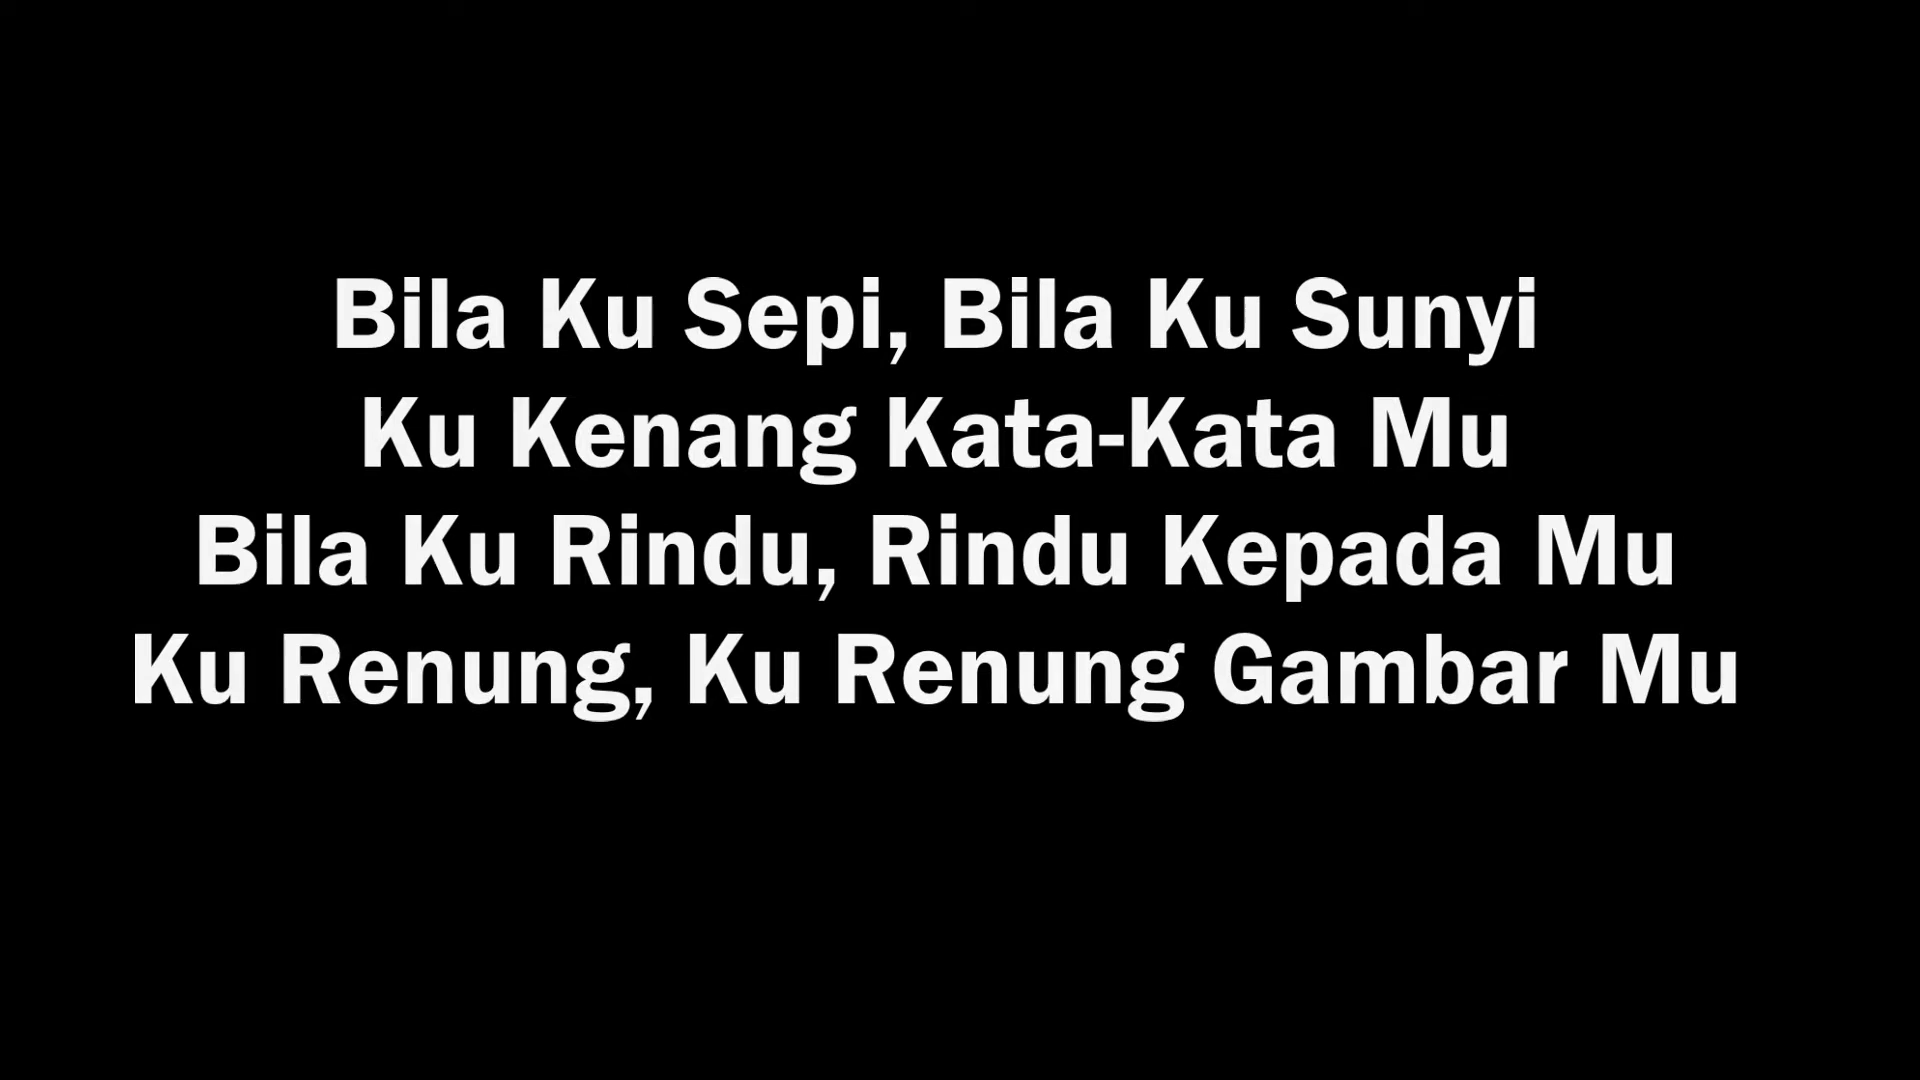 Bila Ku Sepi, Bila Ku Sunyi
Ku Kenang Kata-Kata Mu
Bila Ku Rindu, Rindu Kepada Mu
Ku Renung, Ku Renung Gambar Mu